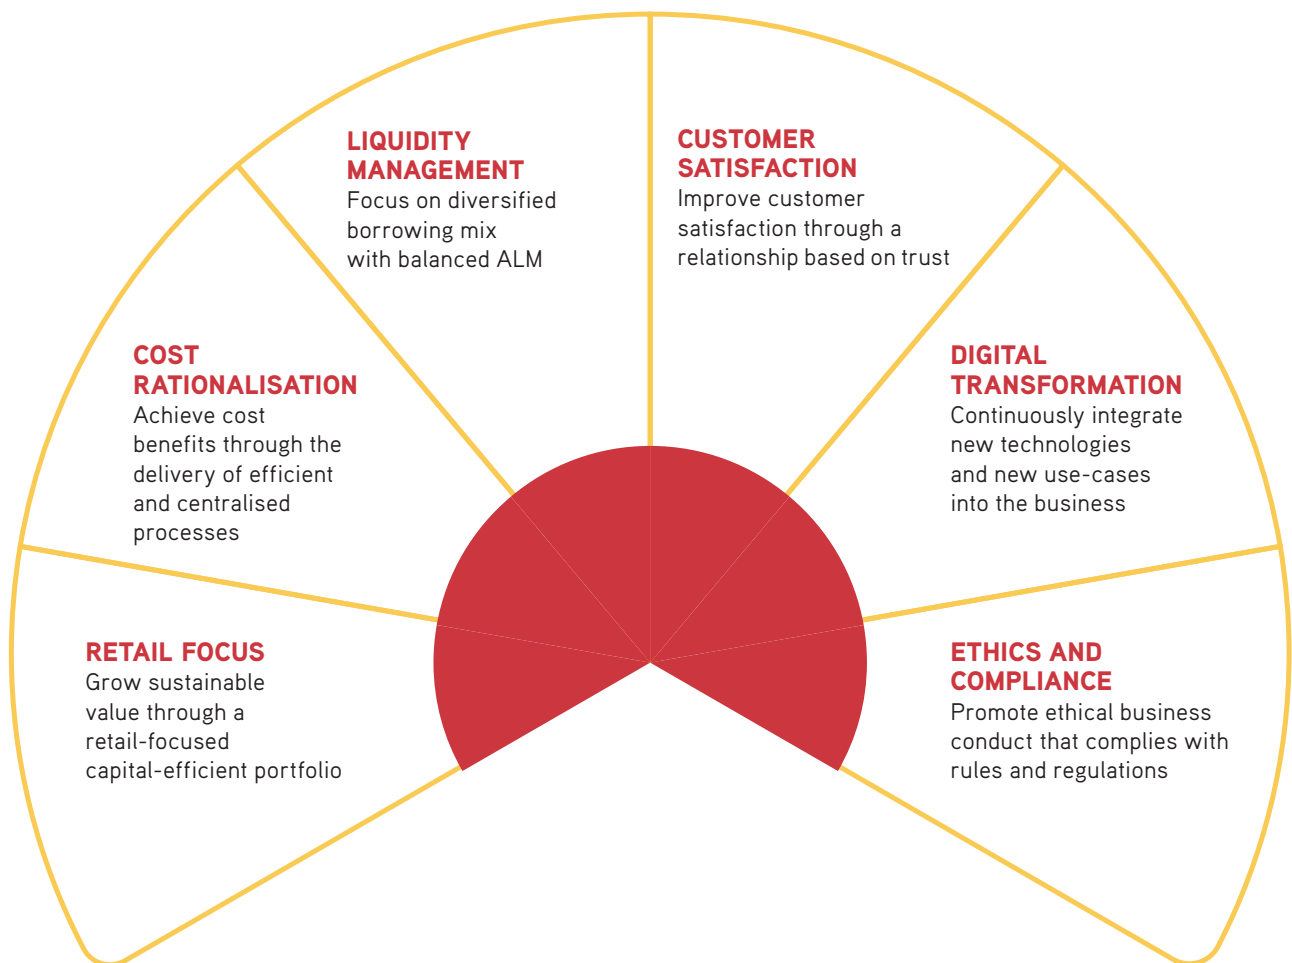 LIQUIDITY
MANAGEMENT
Focus on diversified
borrowing mix
with balanced ALM
CUSTOMER
SATISFACTION
Improve customer
satisfaction through a
relationship based on trust
COST
RATIONALISATION
Achieve cost
benefits through the
delivery of efficient
and centralised
processes
DIGITAL
TRANSFORMATION
Continuously integrate
new technologies
and new use-cases
into the business
RETAIL FOCUS
Grow sustainable
value through a
retail-focused
capital-efficient portfolio
ETHICS AND
COMPLIANCE
Promote ethical business
conduct that complies with
rules and regulations